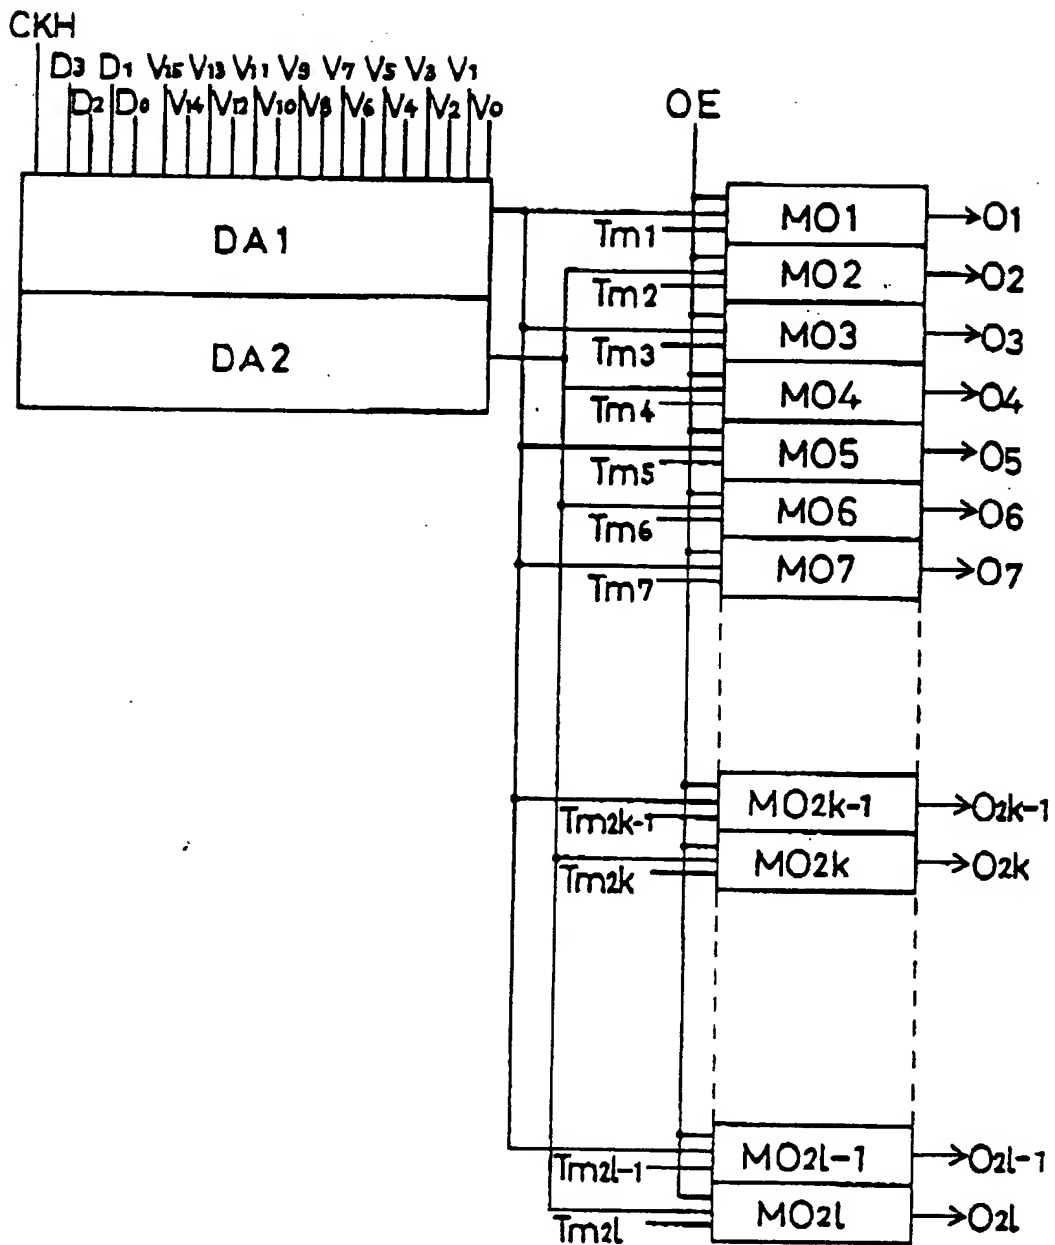 CKH
D3 D1 V15 V13 V11 V9 V7 V5 V3 V1
D2 D0 V14 V12 V10 V8 V6 V4 V2 V0
OE
DA1
DA2
Tm1 MO1 O1
Tm2 MO2 O2
Tm3 MO3 O3
Tm4 MO4 O4
Tm5 MO5 O5
Tm6 MO6 O6
Tm7 MO7 O7
Tm2k-1 MO2k-1 O2k-1
Tm2k MO2k O2k
Tm2l-1 MO2l-1 O2l-1
Tm2l MO2l O2l